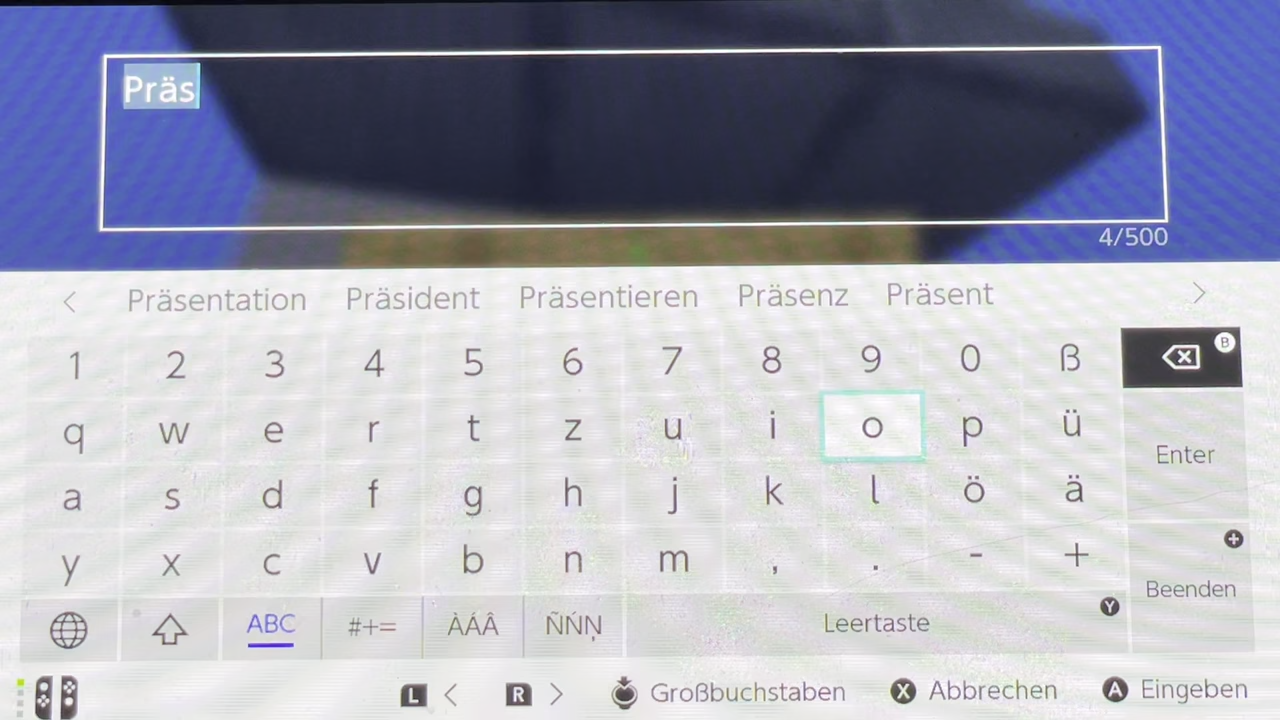 Präs
4/500
Präsentation Präsident Präsentieren Präsenz Präsent
1 2 3 4 5 6 7 8 9 0 ß B
q w e r t z u i o p ü
Enter
a s d f g h j k l ö ä
y x c v b n m , . - +
Beenden
ABC #+= ÀÁÂ ÑŃŅ Leertaste Y
L R Großbuchstaben X Abbrechen A Eingeben